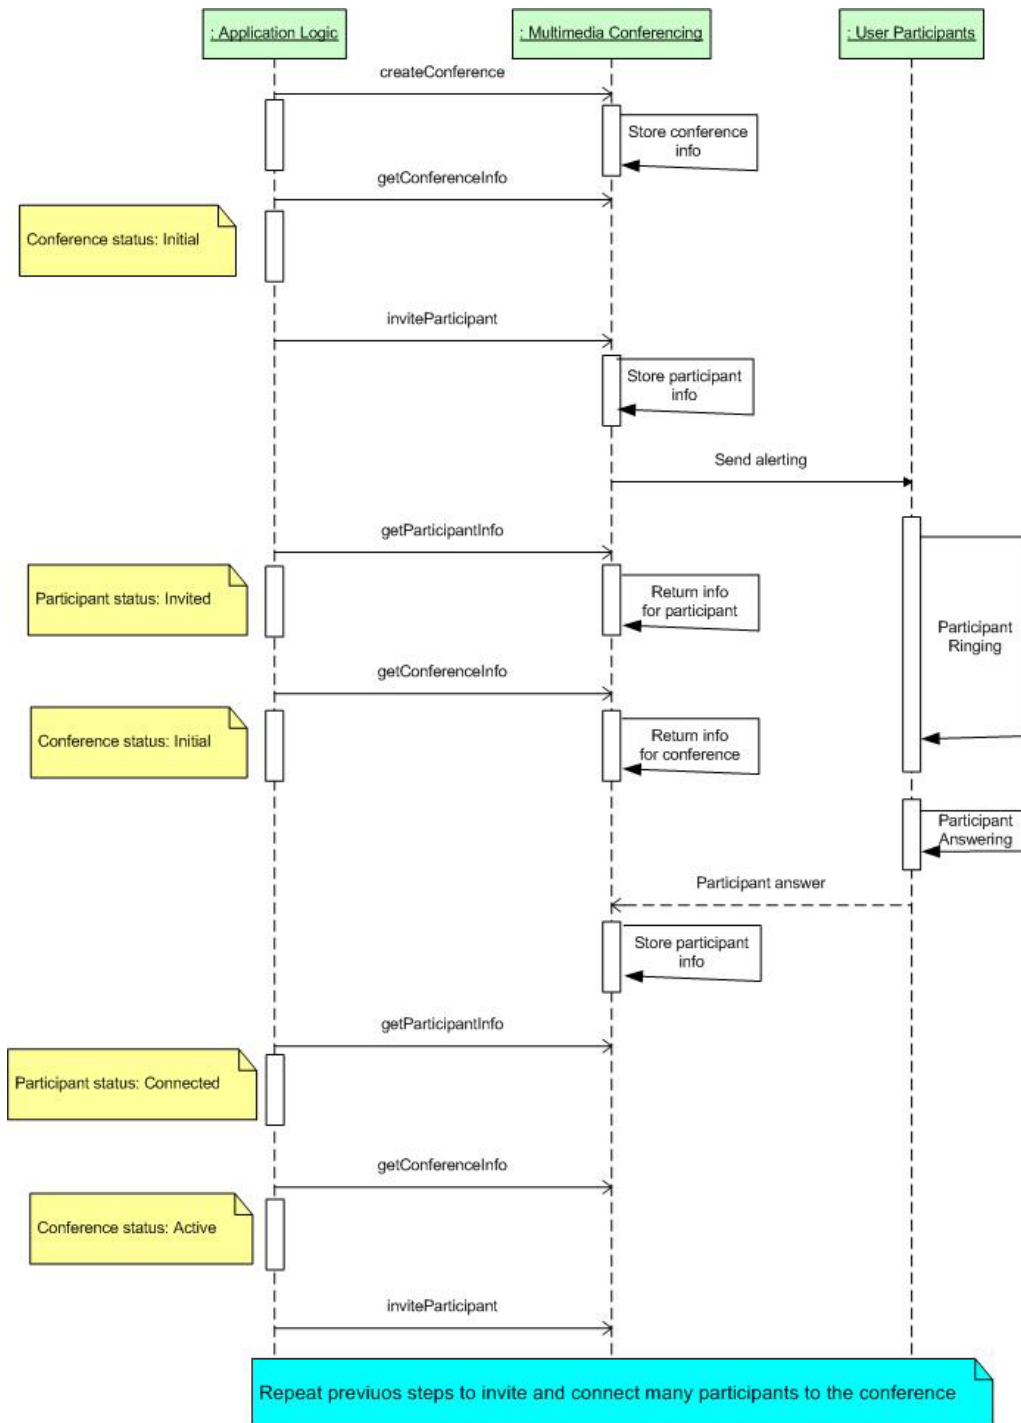 : Application Logic
: Multimedia Conferencing
: User Participants
createConference
Store conference
info
getConferenceInfo
Conference status: Initial
inviteParticipant
Store participant
info
Send alerting
getParticipantInfo
Participant status: Invited
Return info
for participant
Participant
Ringing
getConferenceInfo
Conference status: Initial
Return info
for conference
Participant
Answering
Participant answer
Store participant
info
getParticipantInfo
Participant status: Connected
getConferenceInfo
Conference status: Active
inviteParticipant
Repeat previuos steps to invite and connect many participants to the conference